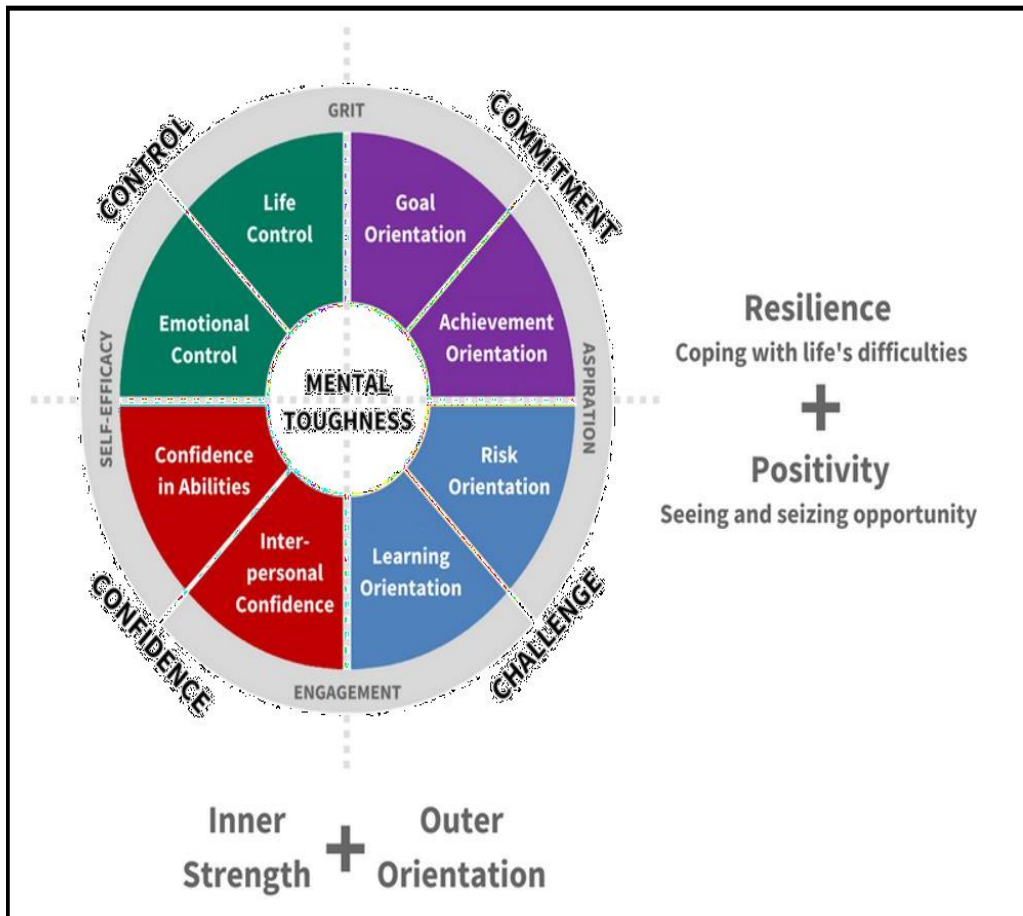 GRIT
CONTROL
COMMITMENT
Life
Control
Goal
Orientation
Emotional
Control
Achievement
Orientation
SELF-EFFICACY
MENTAL
TOUGHNESS
ASPIRATION
Confidence
in Abilities
Risk
Orientation
Inter-
personal
Confidence
Learning
Orientation
CONFIDENCE
CHALLENGE
ENGAGEMENT
Resilience
Coping with life's difficulties
+
Positivity
Seeing and seizing opportunity
Inner
Strength
+
Outer
Orientation